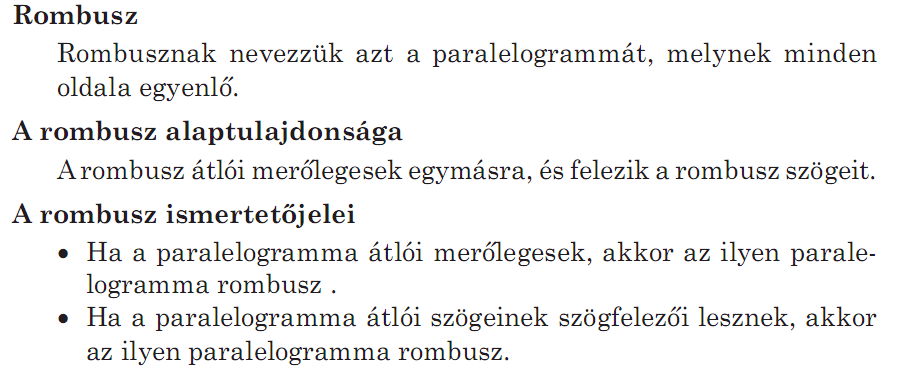 Rombusz
Rombusznak nevezzük azt a paralelogrammát, melynek minden
oldala egyenlő.
A rombusz alaptulajdonsága
A rombusz átlói merőlegesek egymásra, és felezik a rombusz szögeit.
A rombusz ismertetőjelei
• Ha a paralelogramma átlói merőlegesek, akkor az ilyen parale-
logramma rombusz .
• Ha a paralelogramma átlói szögeinek szögfelezői lesznek, akkor
az ilyen paralelogramma rombusz.